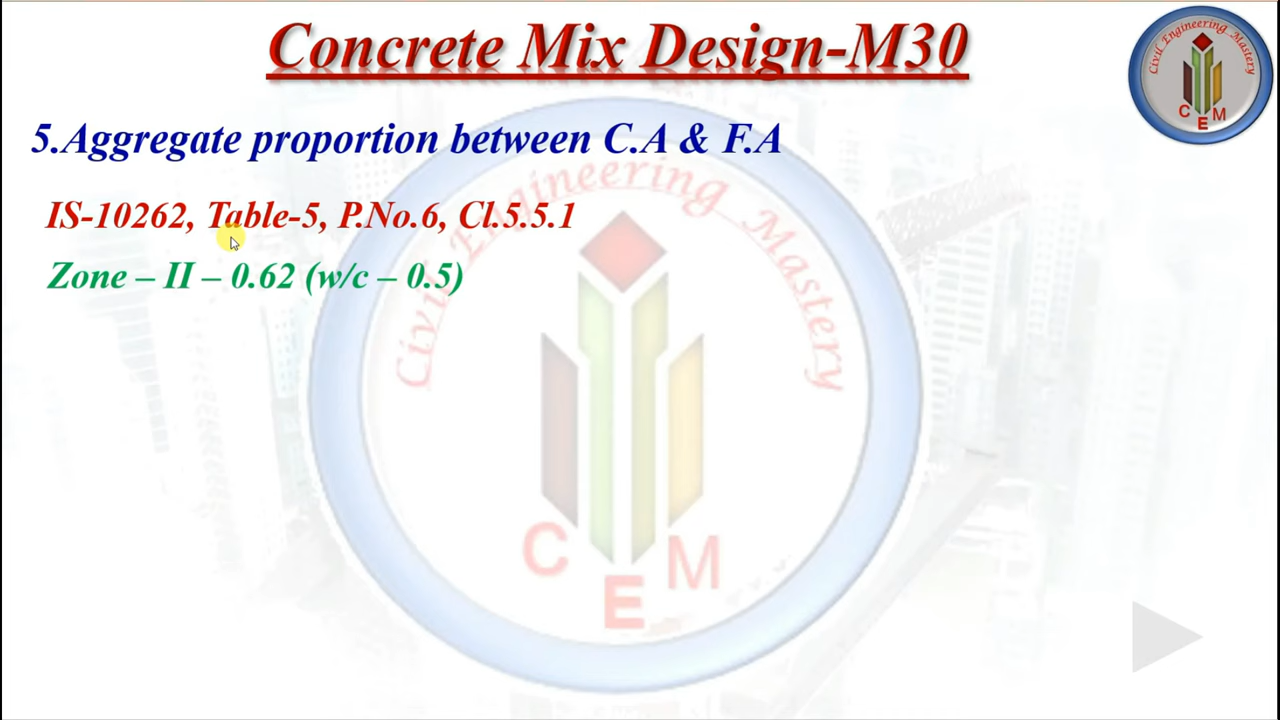 Concrete Mix Design-M30
Civil Engineering Mastery
C E M
5.Aggregate proportion between C.A & F.A
IS-10262, Table-5, P.No.6, Cl.5.5.1
Zone – II – 0.62 (w/c – 0.5)
Civil Engineering Mastery
C E M